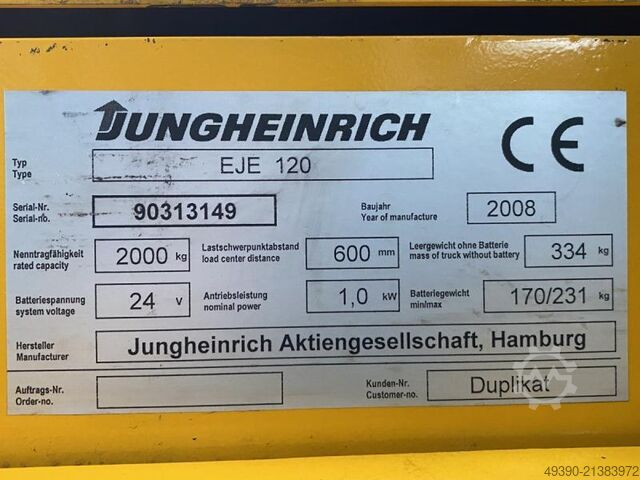 JUNGHEINRICH
CE
Typ
Type
EJE 120
Serial-Nr.
Serial-no.
90313149
Baujahr
Year of manufacture
2008
Nenntragfähigkeit
rated capacity
2000 kg
Lastschwerpunktabstand
load center distance
600 mm
Leergewicht ohne Batterie
mass of truck without battery
334 kg
Batteriespannung
system voltage
24 v
Antriebsleistung
nominal power
1,0 kW
Batteriegewicht
min/max
170/231 kg
Hersteller
Manufacturer
Jungheinrich Aktiengesellschaft, Hamburg
Auftrags-Nr.
Order-no.
Kunden-Nr.
Customer-no.
Duplikat
49390-21383972